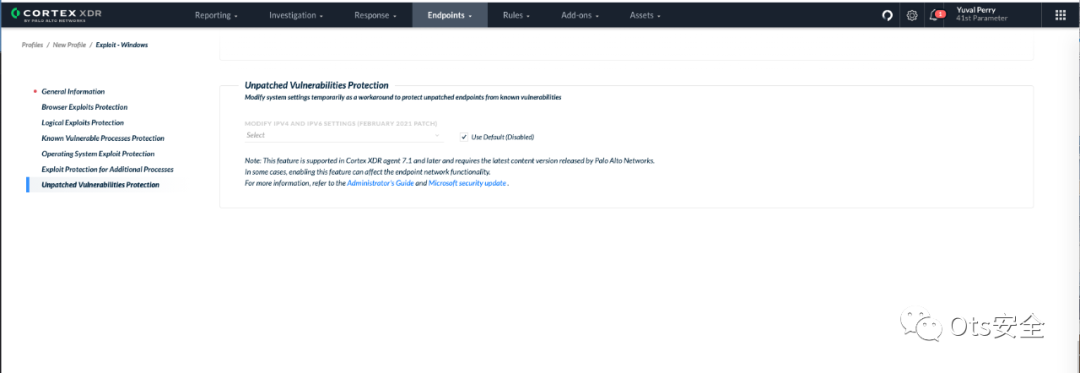 CORTEX XDR
BY PALO ALTO NETWORKS
Reporting
Investigation
Response
Endpoints
Rules
Add-ons
Assets
1
Yuval Perry
41st Parameter
Profiles / New Profile / Exploit - Windows
General Information
Browser Exploits Protection
Logical Exploits Protection
Known Vulnerable Processes Protection
Operating System Exploit Protection
Exploit Protection for Additional Processes
Unpatched Vulnerabilities Protection
Unpatched Vulnerabilities Protection
Modify system settings temporarily as a workaround to protect unpatched endpoints from known vulnerabilities
MODIFY IPV4 AND IPV6 SETTINGS (FEBRUARY 2021 PATCH)
Select
Use Default (Disabled)
Note: This feature is supported in Cortex XDR agent 7.1 and later and requires the latest content version released by Palo Alto Networks.
In some cases, enabling this feature can affect the endpoint network functionality.
For more information, refer to the Administrator's Guide and Microsoft security update .
Ots安全